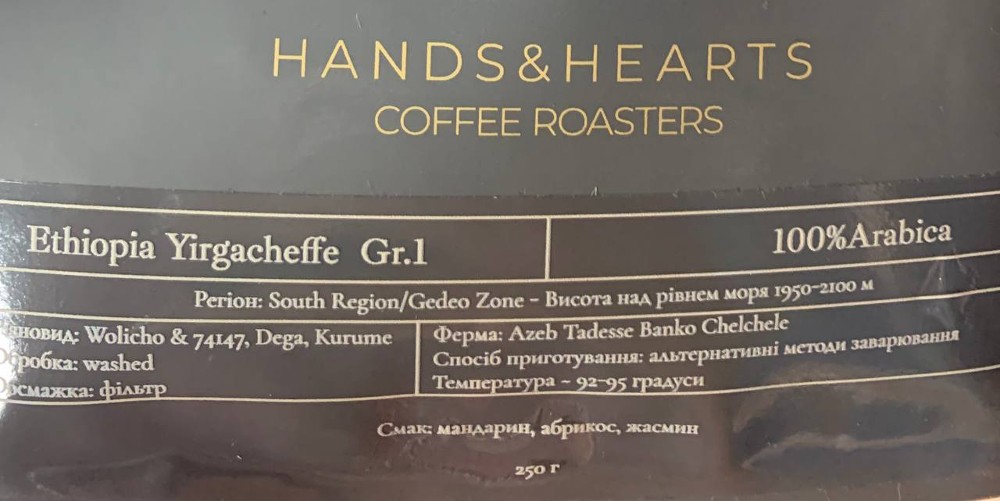 HANDS&HEARTS
COFFEE ROASTERS
Ethiopia Yirgacheffe Gr.1
100%Arabica
Регіон: South Region/Gedeo Zone - Висота над рівнем моря 1950-2100 м
Wolicho & 74147, Dega, Kurume
Обробка: washed
Обсмажка: фільтр
Ферма: Azeb Tadesse Banko Chelchele
Спосіб приготування: альтернативні методи заварювання
Температура ~ 92-95 градуси
Смак: мандарин, абрикос, жасмин
250 г